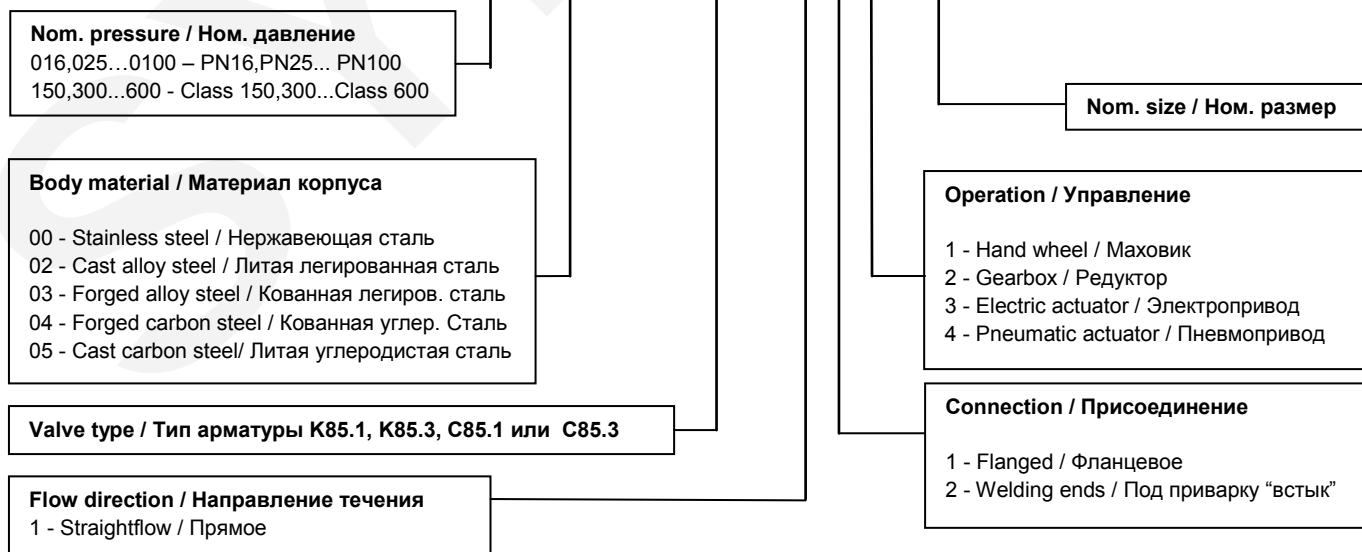 Nom. pressure / Ном. давление
016,025…0100 – PN16,PN25... PN100
150,300...600 - Class 150,300...Class 600
Nom. size / Ном. размер
Body material / Материал корпуса
00 - Stainless steel / Нержавеющая сталь
02 - Cast alloy steel / Литая легированная сталь
03 - Forged alloy steel / Кованная легиров. сталь
04 - Forged carbon steel / Кованная углер. Сталь
05 - Cast carbon steel/ Литая углеродистая сталь
Operation / Управление
1 - Hand wheel / Маховик
2 - Gearbox / Редуктор
3 - Electric actuator / Электропривод
4 - Pneumatic actuator / Пневмопривод
Valve type / Тип арматуры K85.1, K85.3, C85.1 или C85.3
Connection / Присоединение
1 - Flanged / Фланцевое
2 - Welding ends / Под приварку “встык”
Flow direction / Направление течения
1 - Straightflow / Прямое